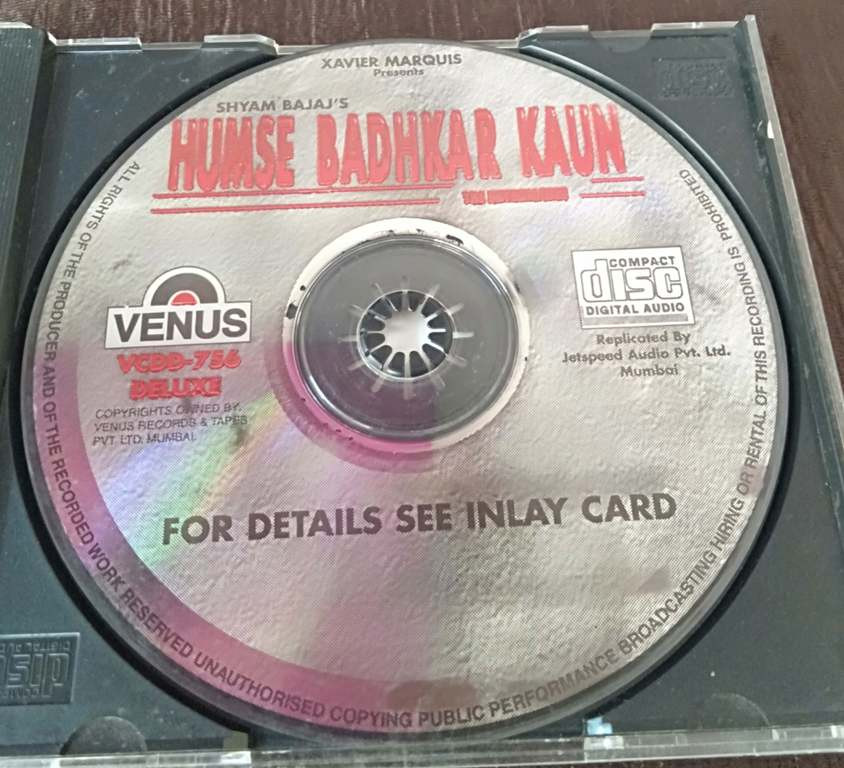 XAVIER MARQUIS
Presents
SHYAM BAJAJ'S
HUMSE BADHKAR KAUN
VENUS
VCDD-756
DELUXE
COPYRIGHTS OWNED BY.
VENUS RECORDS & TAPES
PVT. LTD. MUMBAI.
COMPACT
disc
DIGITAL AUDIO
Replicated By
Jetspeed Audio Pvt. Ltd.
Mumbai
FOR DETAILS SEE INLAY CARD
ALL RIGHTS OF THE PRODUCER AND OF THE RECORDED WORK RESERVED UNAUTHORISED COPYING PUBLIC PERFORMANCE BROADCASTING HIRING OR RENTAL OF THIS RECORDING IS PROHIBITED
disc
DIGITAL AUDIO